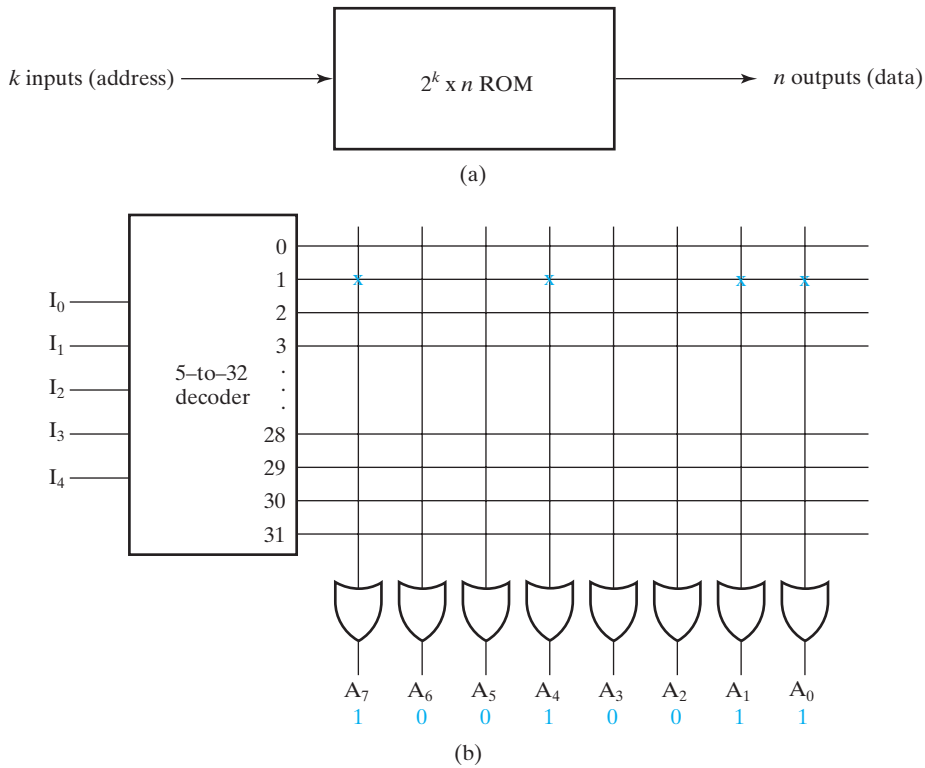 k inputs (address)
2ᵏ x n ROM
n outputs (data)
(a)
0
x x x x
1
I₀
2
I₁
3
5–to–32
decoder
.
.
.
I₂
I₃
28
29
I₄
30
31
A₇ A₆ A₅ A₄ A₃ A₂ A₁ A₀
1 0 0 1 0 0 1 1
(b)